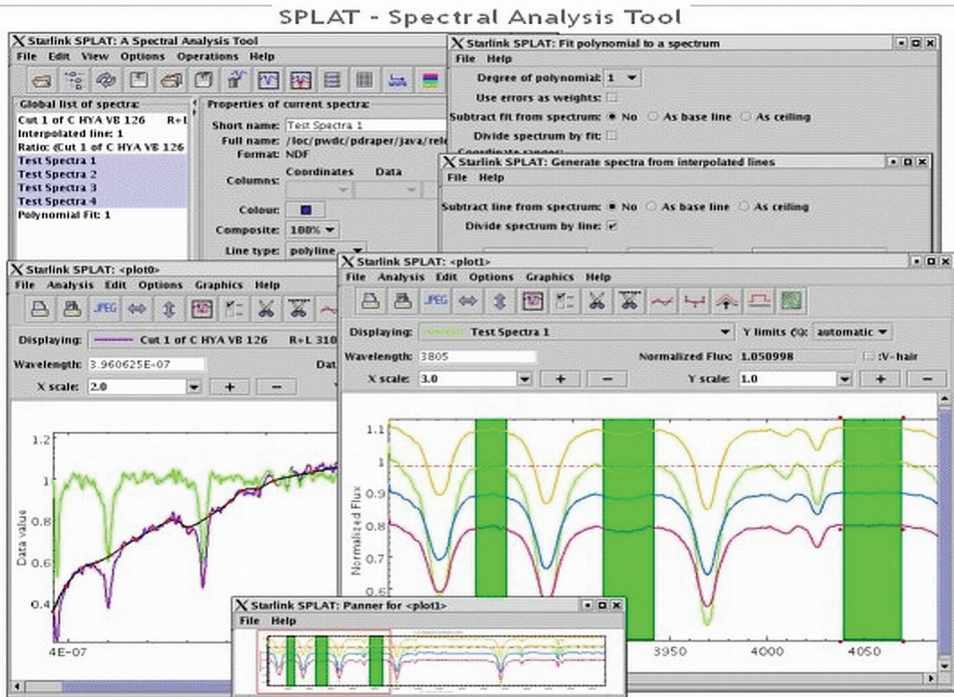 SPLAT - Spectral Analysis Tool
Starlink SPLAT: A Spectral Analysis Tool
File Edit View Options Operations Help
Global list of spectra:
Cut 1 of C HYA VB 126 R+L
Interpolated line: 1
Ratio: (Cut 1 of C HYA VB 126
Test Spectra 1
Test Spectra 2
Test Spectra 3
Test Spectra 4
Polynomial Fit: 1
Properties of current spectra:
Short name: Test Spectra 1
Full name: /loc/pwdc/pdraper/java/rele
Format: NDF
Coordinates Data
Columns:
Colour:
Composite: 100%
Line type: polyline
Starlink SPLAT: Fit polynomial to a spectrum
File Help
Degree of polynomial: 1
Use errors as weights:
Subtract fit from spectrum: No As base line As ceiling
Divide spectrum by fit:
Coordinate ranges:
Starlink SPLAT: Generate spectra from interpolated lines
File Help
Subtract line from spectrum: No As base line As ceiling
Divide spectrum by line:
Starlink SPLAT: <plot0>
File Analysis Edit Options Graphics Help
JPEG
Displaying: Cut 1 of C HYA VB 126 R+L 310
Wavelength: 3.960625E-07 Dat
X scale: 2.0 + −
1.2
1
0.8
0.6
0.4
Data value
4E-07
Starlink SPLAT: <plot1>
File Analysis Edit Options Graphics Help
JPEG
Displaying: Test Spectra 1 Y limits (%): automatic
Wavelength: 3805 Normalized Flux: 1.050998 :V-hair
X scale: 3.0 + − Y scale: 1.0 + −
1.1
1
0.9
0.8
0.7
0.6
Normalized Flux
3950 4000 4050
Starlink SPLAT: Panner for <plot1>
File Help